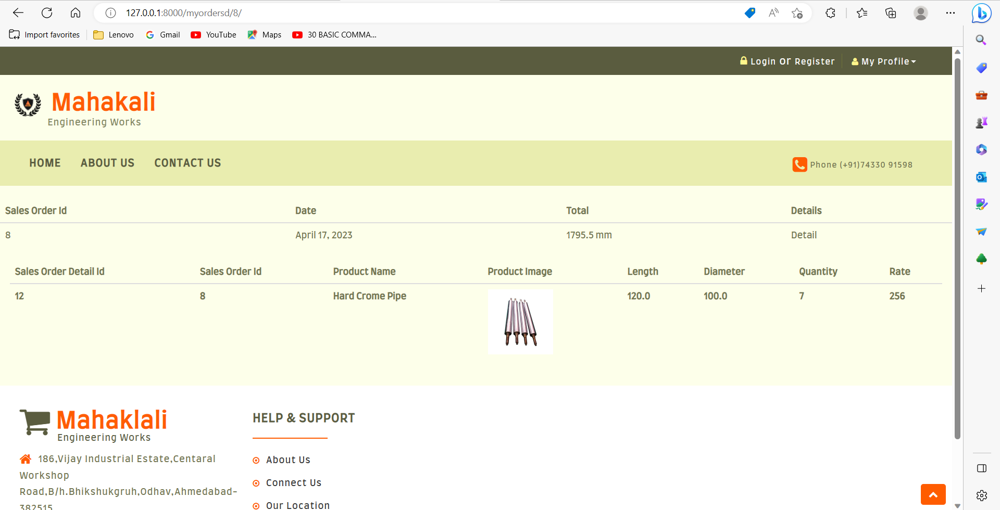 127.0.0.1:8000/myordersd/8/
Import favorites Lenovo Gmail YouTube Maps 30 BASIC COMMA...
Login Or Register My Profile
Mahakali
Engineering Works
HOME ABOUT US CONTACT US Phone (+91)74330 91598
Sales Order Id Date Total Details
8 April 17, 2023 1795.5 mm Detail
Sales Order Detail Id Sales Order Id Product Name Product Image Length Diameter Quantity Rate
12 8 Hard Crome Pipe 120.0 100.0 7 256
Mahaklali
Engineering Works
186,Vijay Industrial Estate,Centaral
Workshop
Road,B/h.Bhikshukgruh,Odhav,Ahmedabad-
382515
HELP & SUPPORT
About Us
Connect Us
Our Location